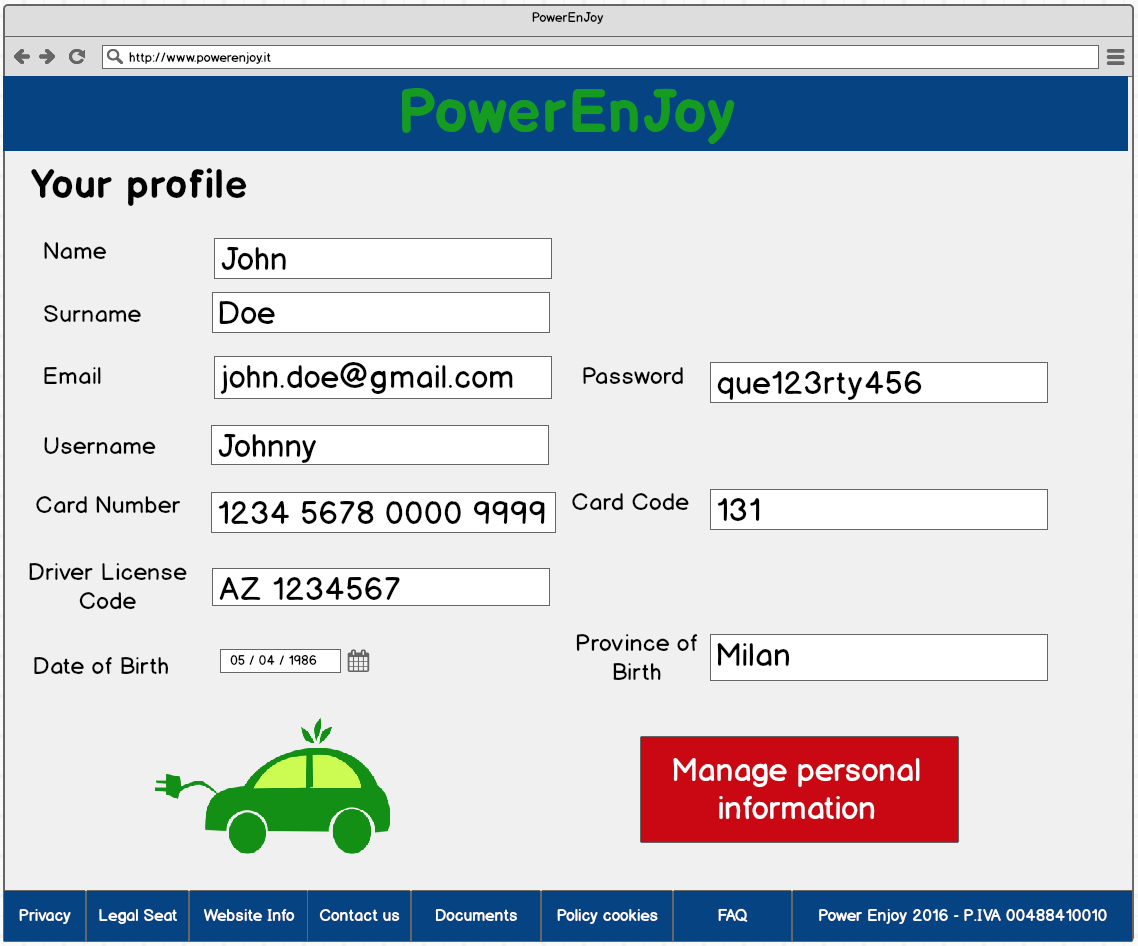 PowerEnJoy
http://www.powerenjoy.it
PowerEnJoy
Your profile
Name
John
Surname
Doe
Email
john.doe@gmail.com
Password
que123rty456
Username
Johnny
Card Number
1234 5678 0000 9999
Card Code
131
Driver License
Code
AZ 1234567
Date of Birth
05 / 04 / 1986
Province of
Birth
Milan
Manage personal
information
Privacy
Legal Seat
Website Info
Contact us
Documents
Policy cookies
FAQ
Power Enjoy 2016 - P.IVA 00488410010